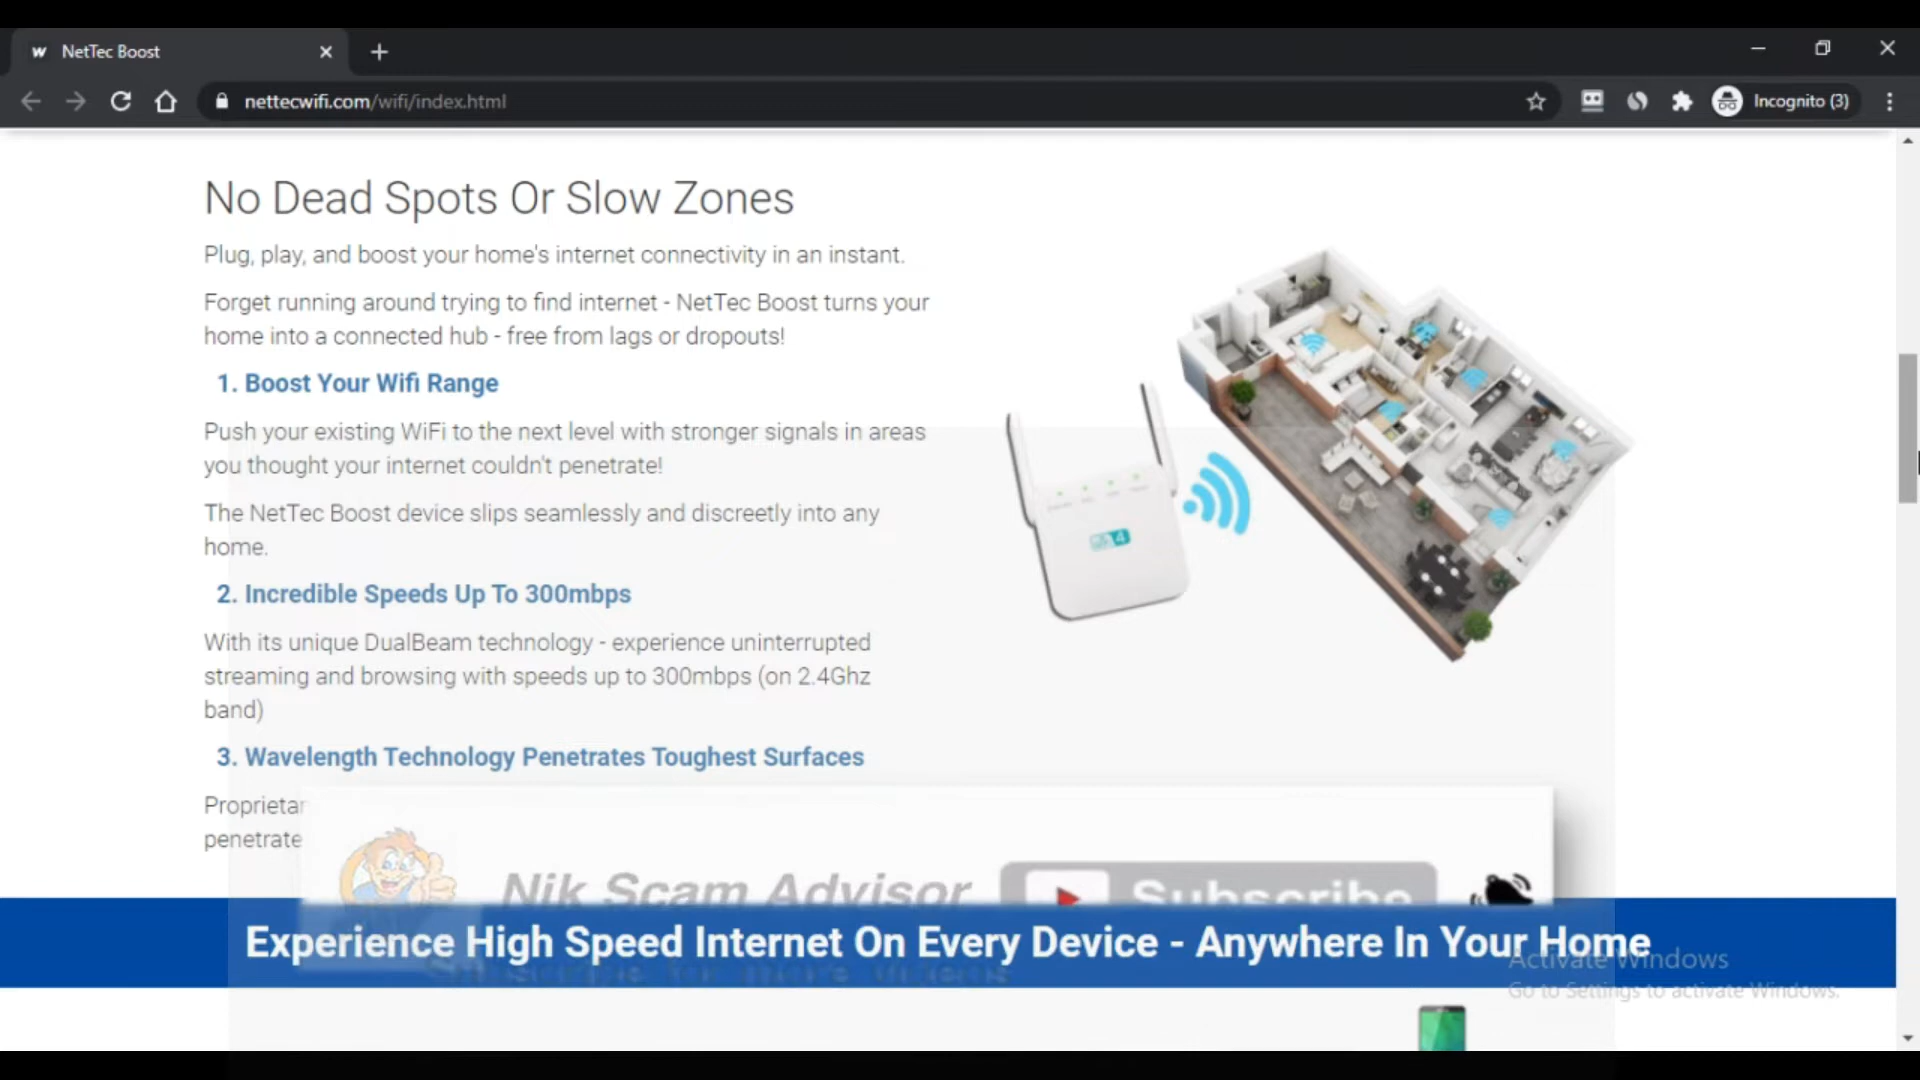 NetTec Boost
nettecwifi.com/wifi/index.html
Incognito (3)
No Dead Spots Or Slow Zones
Plug, play, and boost your home's internet connectivity in an instant.
Forget running around trying to find internet - NetTec Boost turns your
home into a connected hub - free from lags or dropouts!
1. Boost Your Wifi Range
Push your existing WiFi to the next level with stronger signals in areas
you thought your internet couldn't penetrate!
The NetTec Boost device slips seamlessly and discreetly into any
home.
2. Incredible Speeds Up To 300mbps
With its unique DualBeam technology - experience uninterrupted
streaming and browsing with speeds up to 300mbps (on 2.4Ghz
band)
3. Wavelength Technology Penetrates Toughest Surfaces
Proprietar
penetrate
Nik Scam Advisor
Subscribe
Experience High Speed Internet On Every Device - Anywhere In Your Home
Activate Windows
Go to Settings to activate Windows.